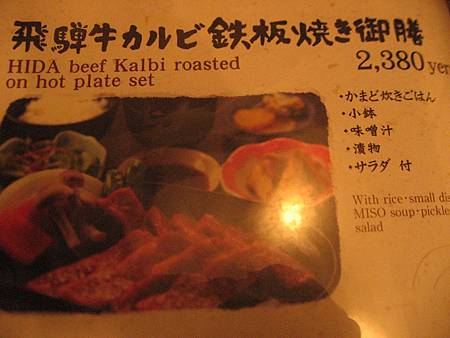 飛騨牛カルビ鉄板焼き御膳
HIDA beef Kalbi roasted
on hot plate set
2,380 yen
・かまど炊きごはん
・小鉢
・味噌汁
・漬物
・サラダ 付
With rice・small dis
MISO soup・pickle
salad